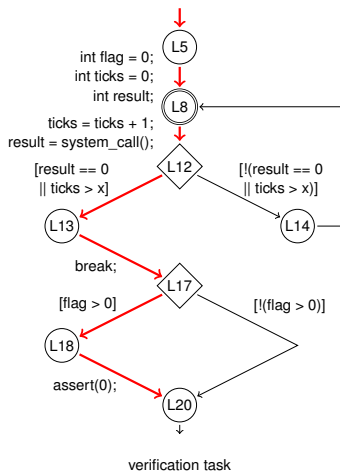 L5
int flag = 0;
int ticks = 0;
int result;
L8
ticks = ticks + 1;
result = system_call();
L12
[result == 0
|| ticks > x]
[!(result == 0
|| ticks > x)]
L13
L14
break;
L17
[flag > 0]
[!(flag > 0)]
L18
assert(0);
L20
verification task